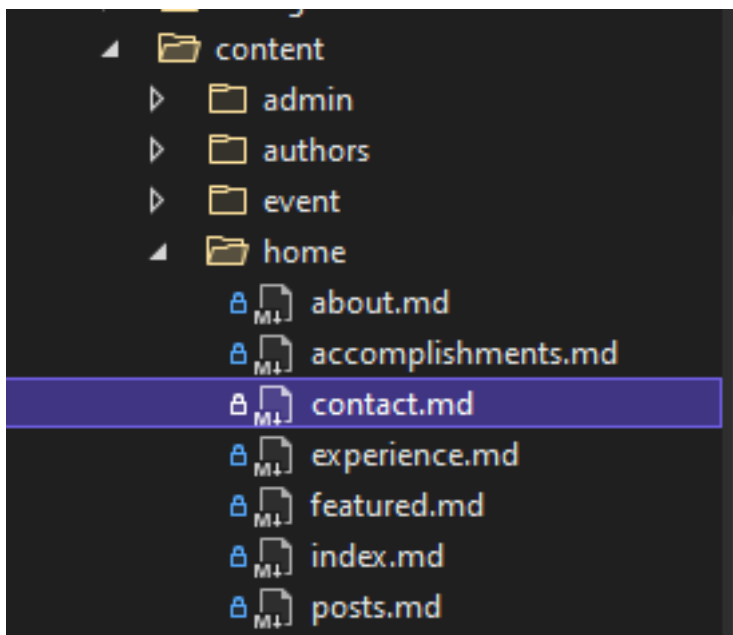 content
admin
authors
event
home
M↓ about.md
M↓ accomplishments.md
M↓ contact.md
M↓ experience.md
M↓ featured.md
M↓ index.md
M↓ posts.md